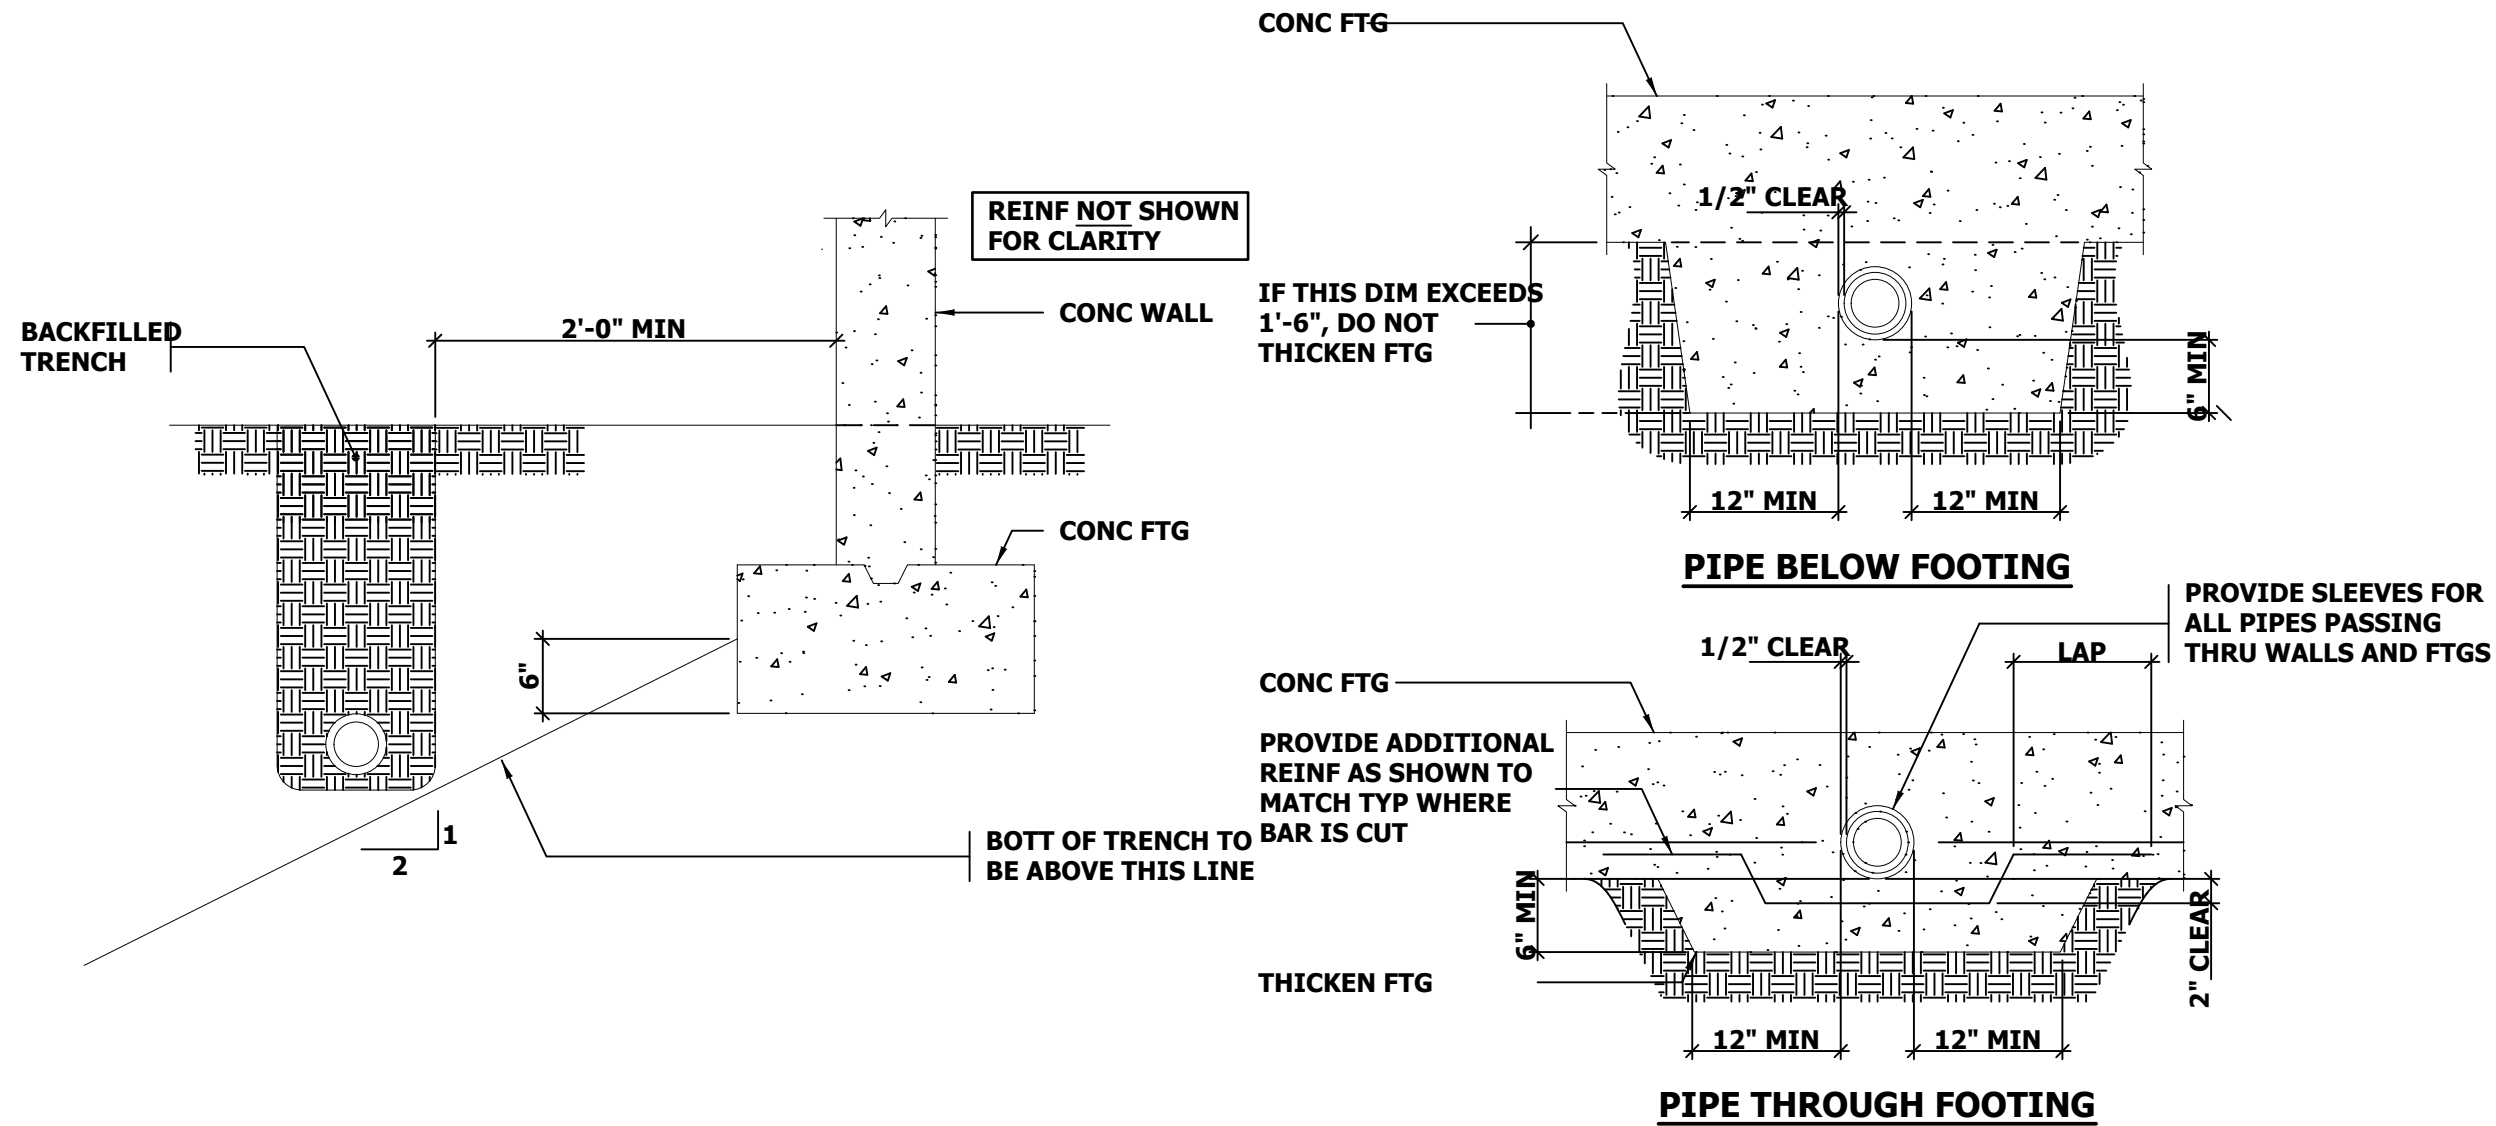 BACKFILLED
TRENCH
2'-0" MIN
REINF NOT SHOWN
FOR CLARITY
CONC WALL
CONC FTG
6"
1
2
BOTT OF TRENCH TO
BE ABOVE THIS LINE
CONC FTG
1/2" CLEAR
IF THIS DIM EXCEEDS
1'-6", DO NOT
THICKEN FTG
6" MIN
12" MIN
12" MIN
PIPE BELOW FOOTING
PROVIDE SLEEVES FOR
ALL PIPES PASSING
THRU WALLS AND FTGS
1/2" CLEAR
LAP
CONC FTG
PROVIDE ADDITIONAL
REINF AS SHOWN TO
MATCH TYP WHERE
BAR IS CUT
6" MIN
2" CLEAR
THICKEN FTG
12" MIN
12" MIN
PIPE THROUGH FOOTING